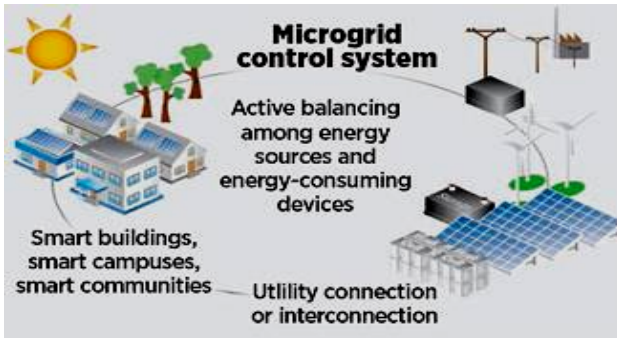 Microgrid
control system
Active balancing
among energy
sources and
energy-consuming
devices
Smart buildings,
smart campuses,
smart communities
Utlility connection
or interconnection